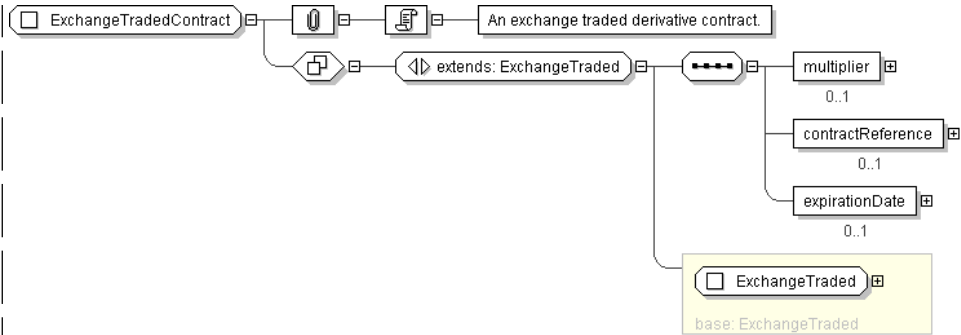 ExchangeTradedContract
An exchange traded derivative contract.
extends: ExchangeTraded
multiplier
0..1
contractReference
0..1
expirationDate
0..1
ExchangeTraded
base: ExchangeTraded